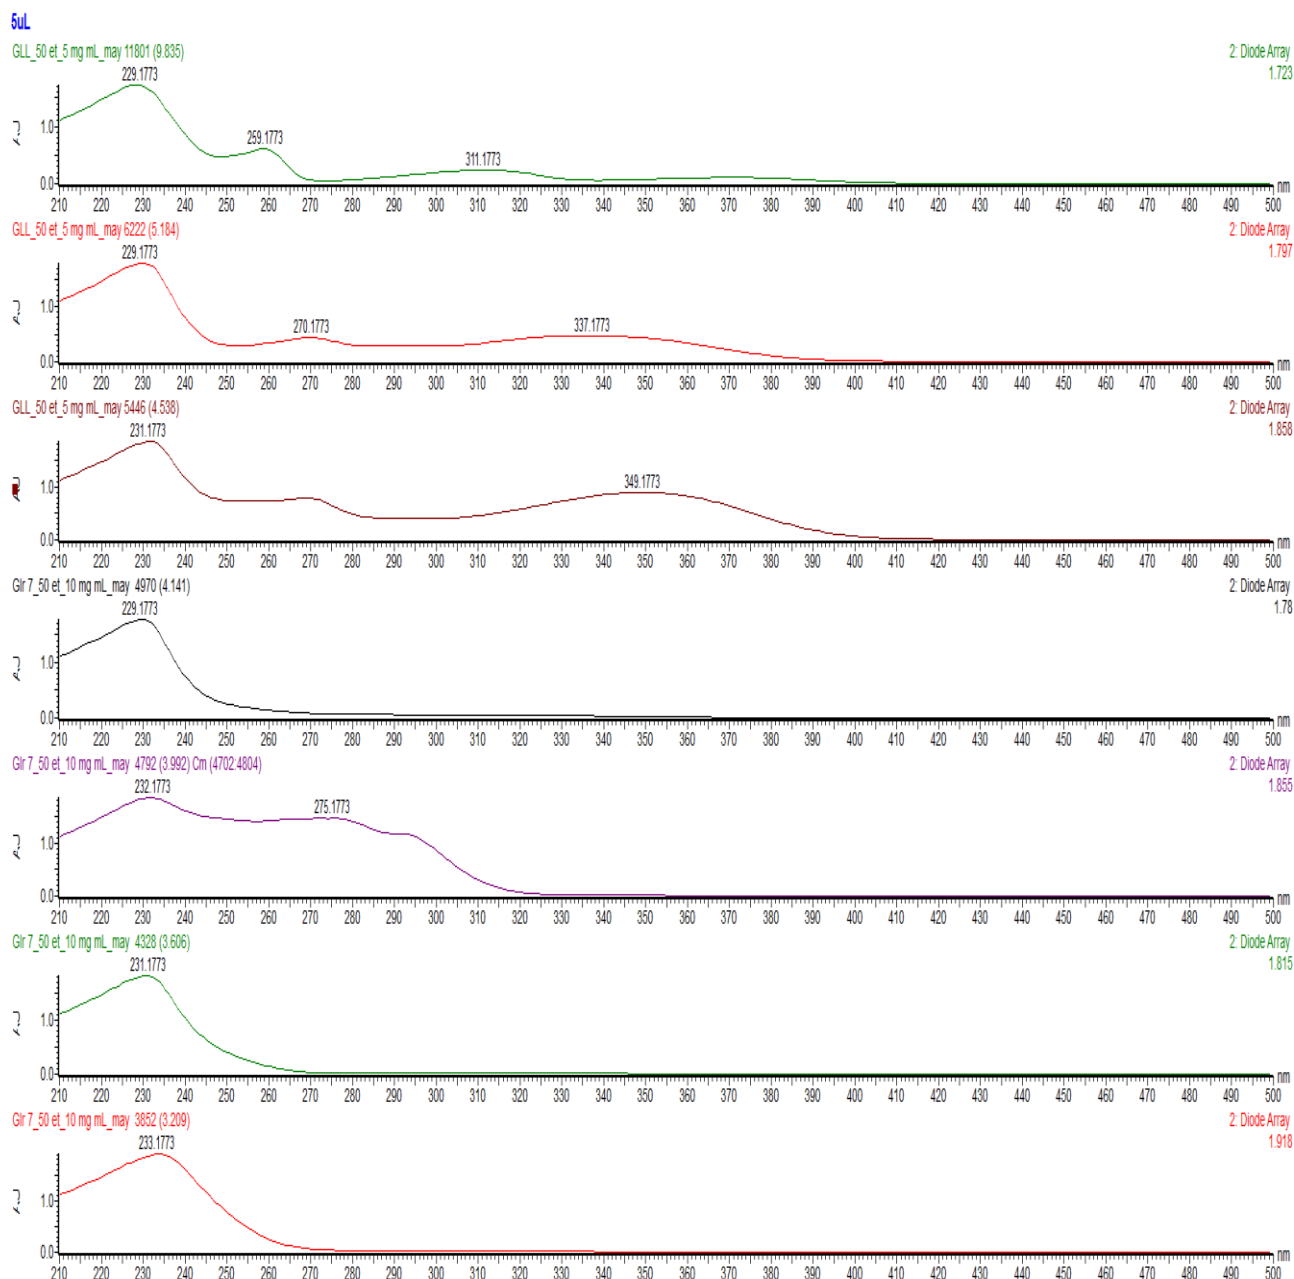 5uL
GLL_50 et_5 mg mL_may 11801 (9.835)
2: Diode Array
1.723
229.1773
259.1773
311.1773
1.0
0.0
nm
210 220 230 240 250 260 270 280 290 300 310 320 330 340 350 360 370 380 390 400 410 420 430 440 450 460 470 480 490 500
GLL_50 et_5 mg mL_may 6222 (5.184)
2: Diode Array
1.797
229.1773
270.1773
337.1773
1.0
0.0
nm
210 220 230 240 250 260 270 280 290 300 310 320 330 340 350 360 370 380 390 400 410 420 430 440 450 460 470 480 490 500
GLL_50 et_5 mg mL_may 5446 (4.538)
2: Diode Array
1.858
231.1773
349.1773
1.0
0.0
nm
210 220 230 240 250 260 270 280 290 300 310 320 330 340 350 360 370 380 390 400 410 420 430 440 450 460 470 480 490 500
Glr 7_50 et_10 mg mL_may 4970 (4.141)
2: Diode Array
1.78
229.1773
1.0
0.0
nm
210 220 230 240 250 260 270 280 290 300 310 320 330 340 350 360 370 380 390 400 410 420 430 440 450 460 470 480 490 500
Glr 7_50 et_10 mg mL_may 4792 (3.992) Cm (4702:4804)
2: Diode Array
1.855
232.1773
275.1773
1.0
0.0
nm
210 220 230 240 250 260 270 280 290 300 310 320 330 340 350 360 370 380 390 400 410 420 430 440 450 460 470 480 490 500
Glr 7_50 et_10 mg mL_may 4328 (3.606)
2: Diode Array
1.815
231.1773
1.0
0.0
nm
210 220 230 240 250 260 270 280 290 300 310 320 330 340 350 360 370 380 390 400 410 420 430 440 450 460 470 480 490 500
Glr 7_50 et_10 mg mL_may 3852 (3.209)
2: Diode Array
1.918
233.1773
1.0
0.0
nm
210 220 230 240 250 260 270 280 290 300 310 320 330 340 350 360 370 380 390 400 410 420 430 440 450 460 470 480 490 500